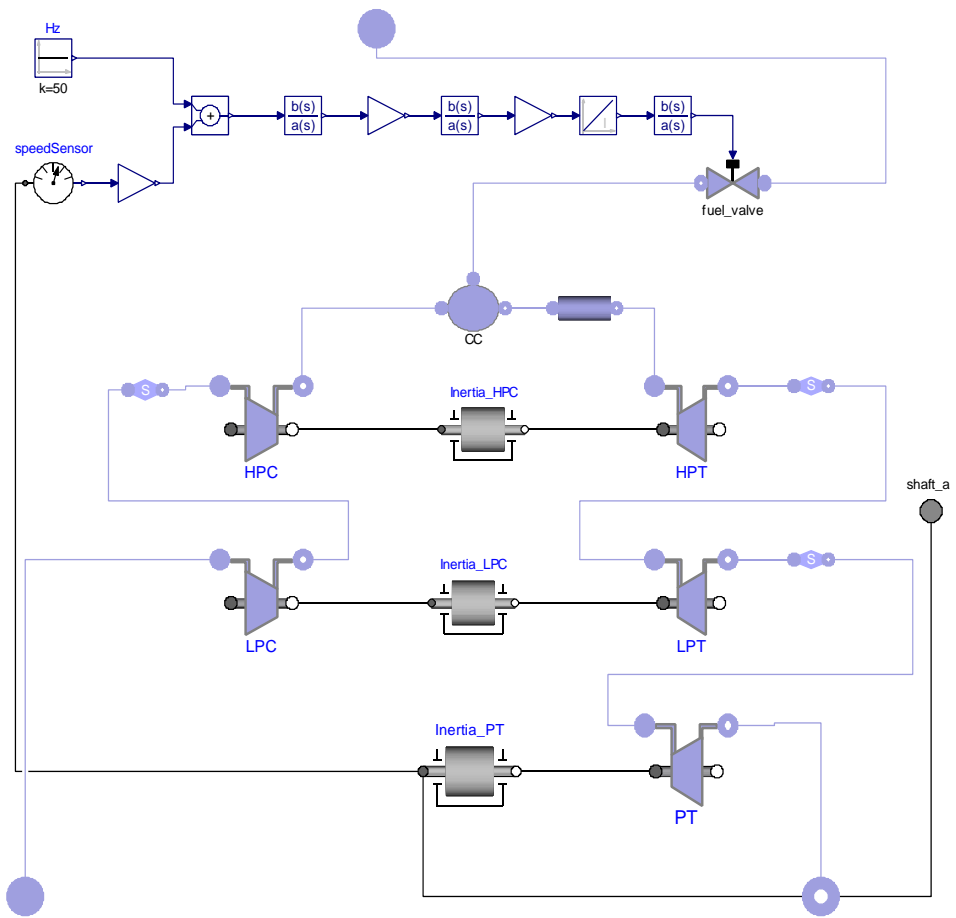 Hz
k=50
+
b(s)
a(s)
b(s)
a(s)
I
b(s)
a(s)
speedSensor
fuel_valve
CC
S
Inertia_HPC
S
HPC
HPT
shaft_a
Inertia_LPC
S
LPC
LPT
Inertia_PT
PT